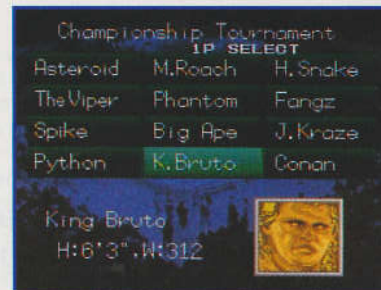 Championship Tournament
1P SELECT
Asteroid M.Roach H.Snake
The Viper Phantom Fangz
Spike Big Ape J.Kraze
Python K.Bruto Conan
King Bruto
H:6'3".W:312